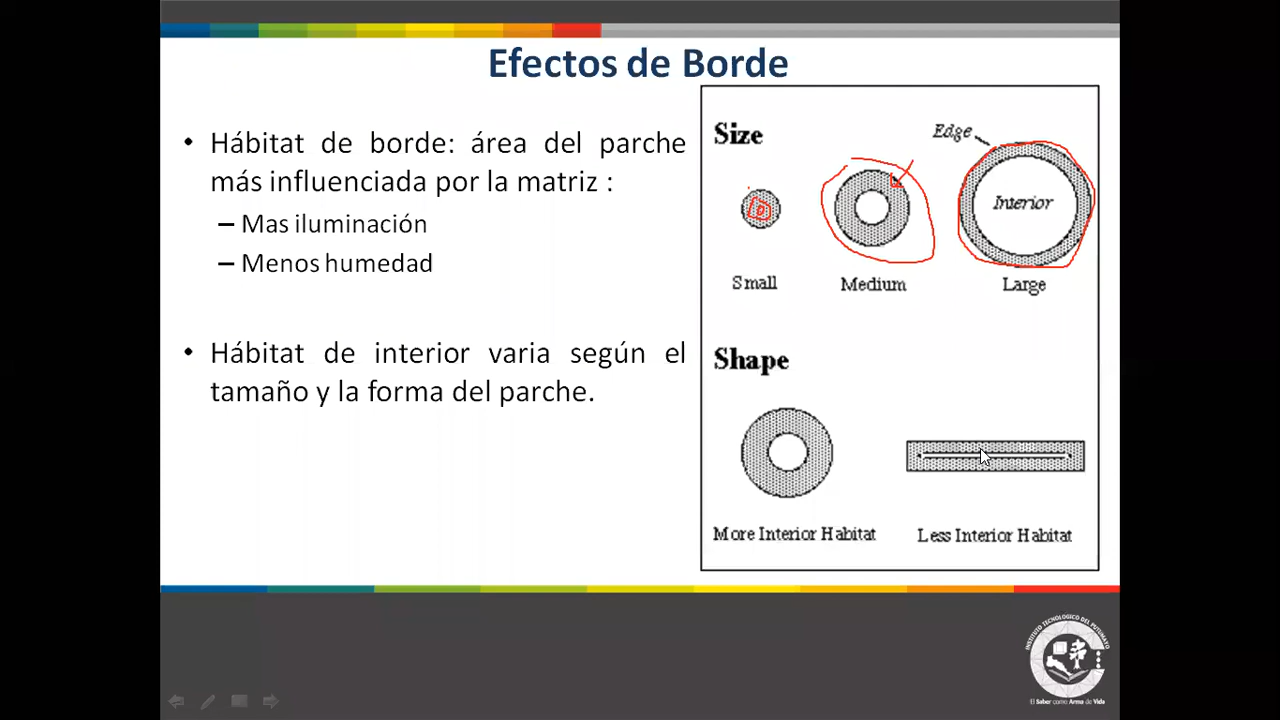 Efectos de Borde
• Hábitat de borde: área del parche
más influenciada por la matriz :
– Mas iluminación
– Menos humedad
• Hábitat de interior varia según el
tamaño y la forma del parche.
Size
Edge
Interior
Small
Medium
Large
Shape
More Interior Habitat
Less Interior Habitat
INSTITUTO TECNOLOGICO DEL PUTUMAYO
El Saber como Arma de Vida